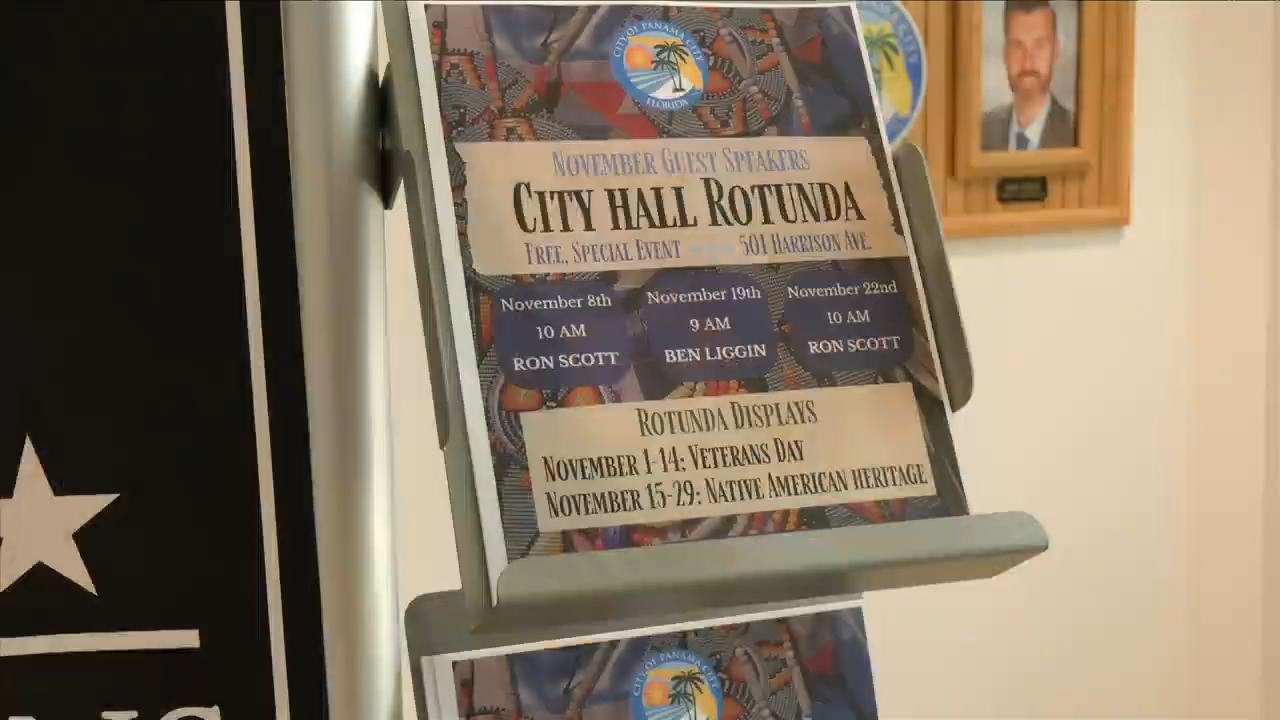 CITY OF PANAMA CITY
FLORIDA
NOVEMBER GUEST SPEAKERS
CITY HALL ROTUNDA
FREE, SPECIAL EVENT 501 HARRISON AVE.
November 8th
10 AM
RON SCOTT
November 19th
9 AM
BEN LIGGIN
November 22nd
10 AM
RON SCOTT
ROTUNDA DISPLAYS
NOVEMBER 1-14: VETERANS DAY
NOVEMBER 15-29: NATIVE AMERICAN HERITAGE
CITY OF PANAMA CITY